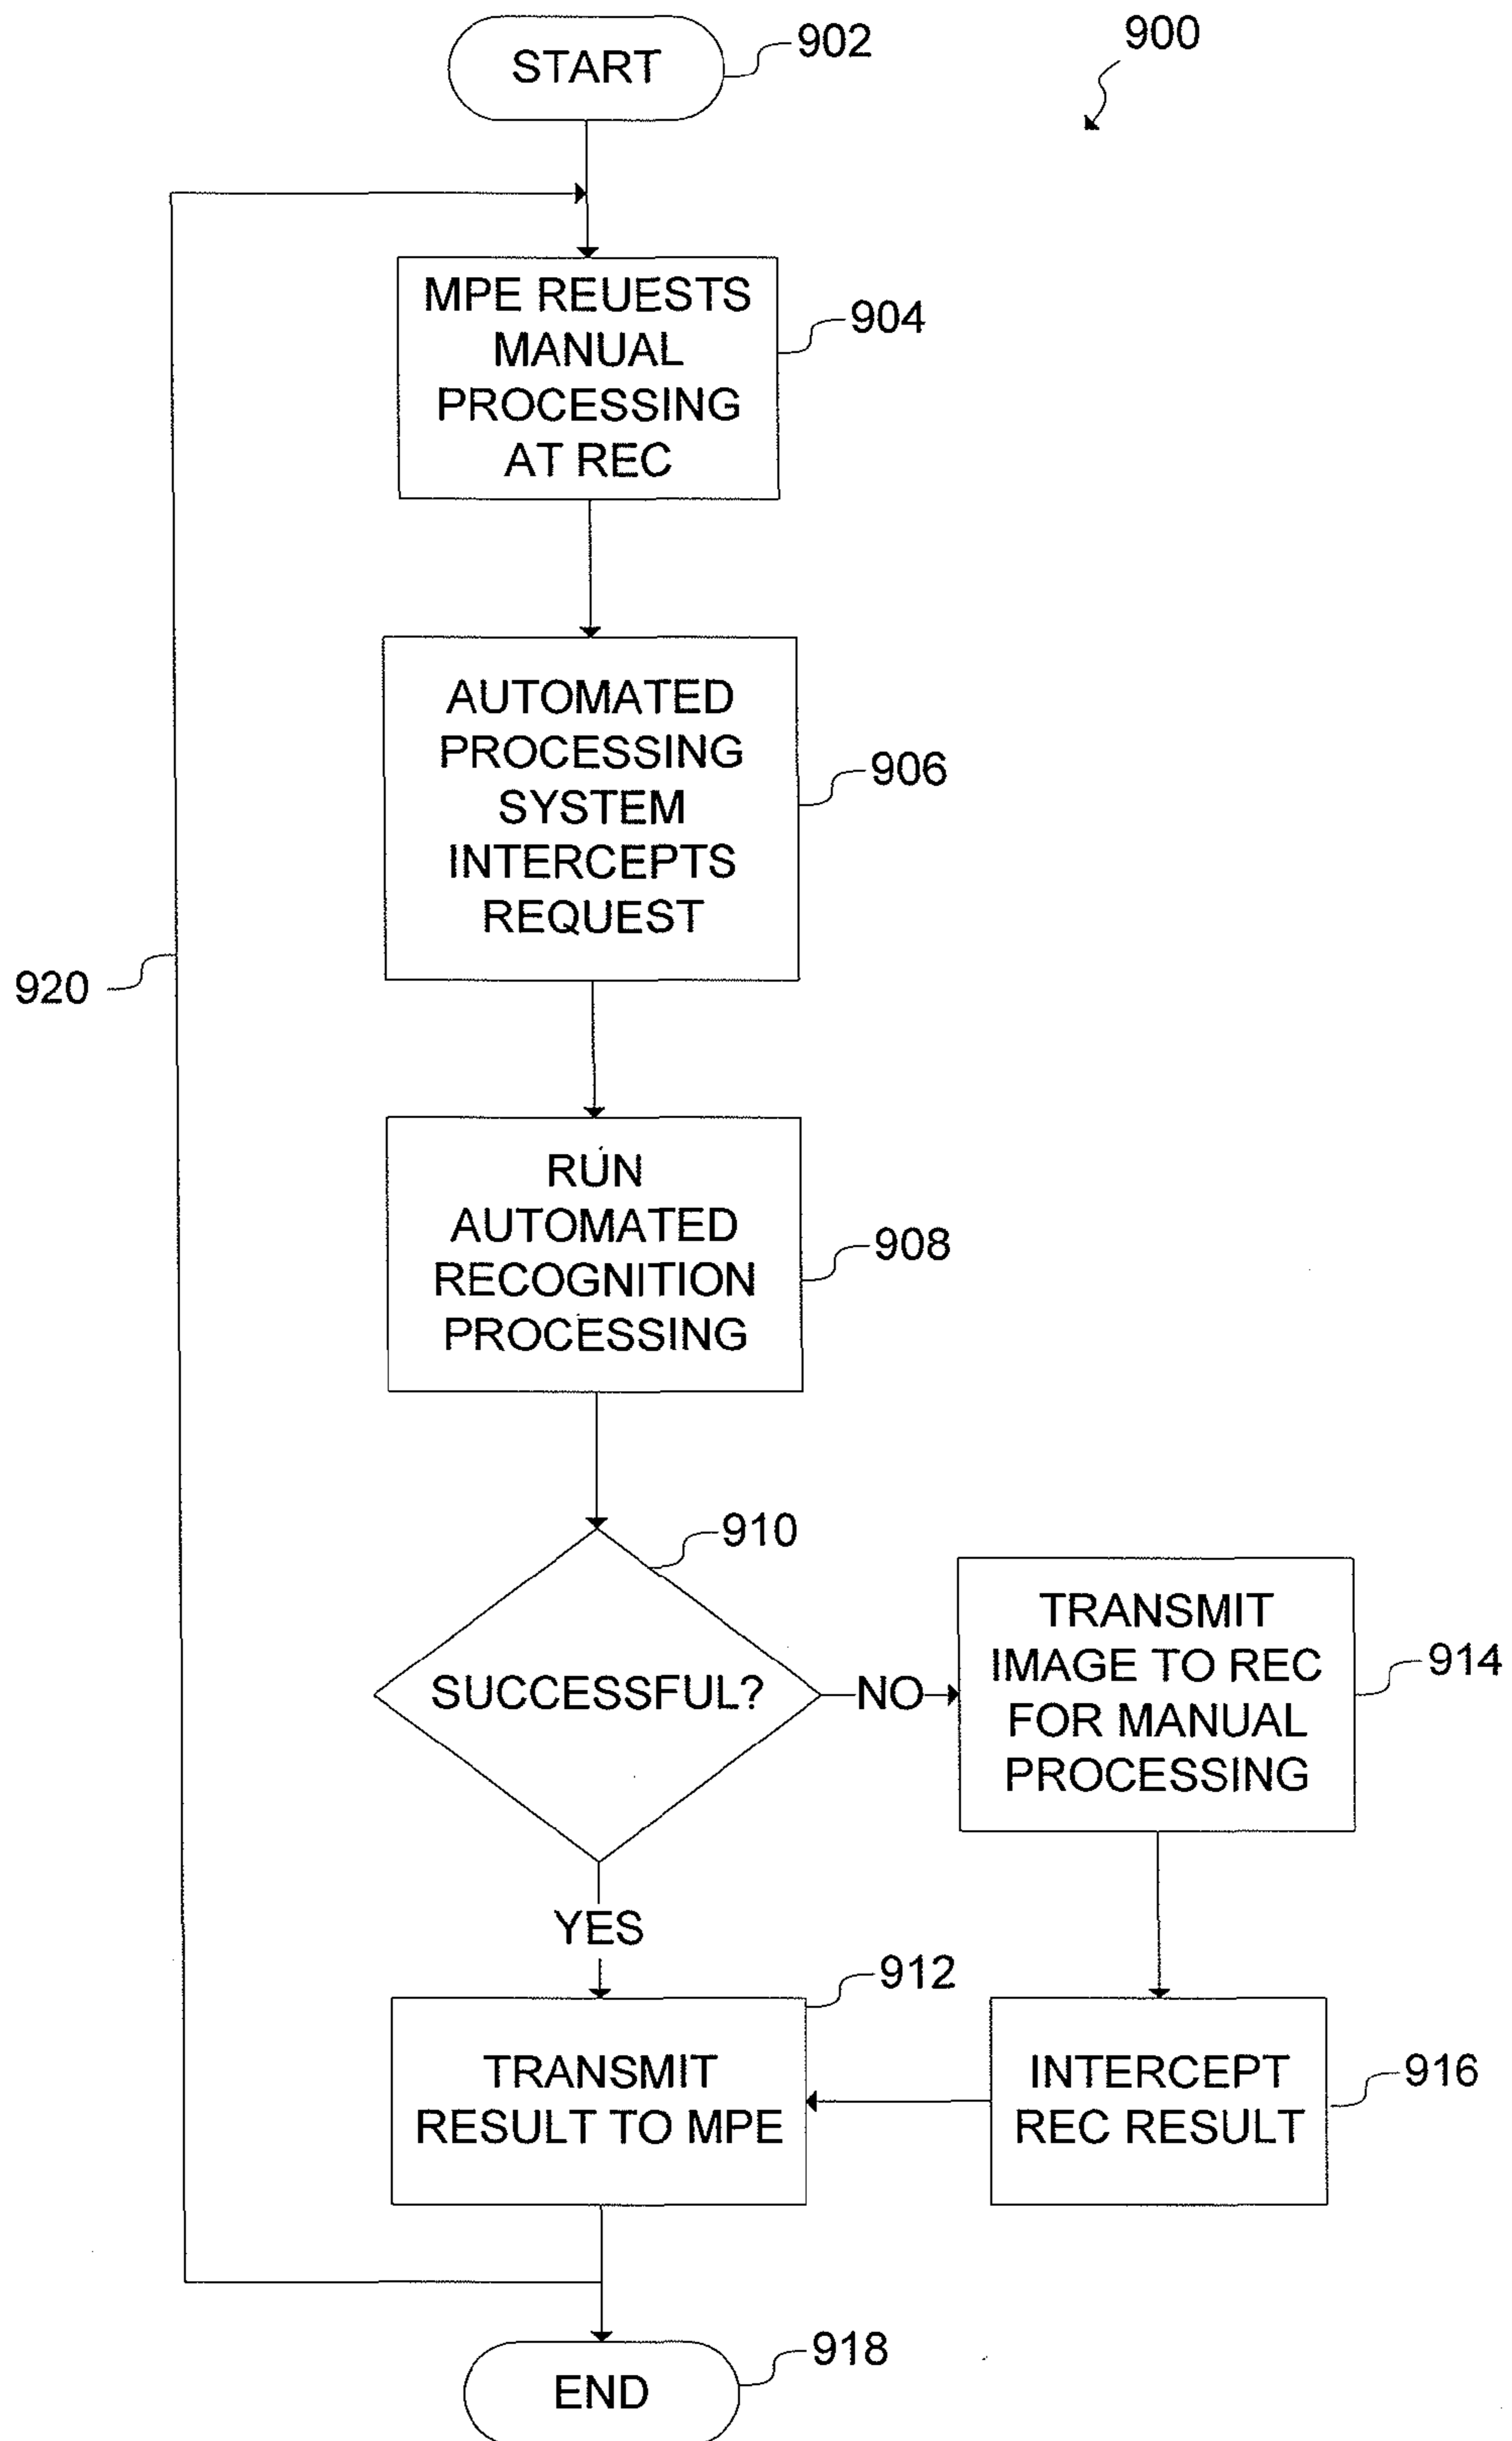 START
902
900
MPE REUESTS
MANUAL
PROCESSING
AT REC
904
AUTOMATED
PROCESSING
SYSTEM
INTERCEPTS
REQUEST
906
920
RUN
AUTOMATED
RECOGNITION
PROCESSING
908
910
SUCCESSFUL?
NO
TRANSMIT
IMAGE TO REC
FOR MANUAL
PROCESSING
914
YES
912
TRANSMIT
RESULT TO MPE
INTERCEPT
REC RESULT
916
END
918